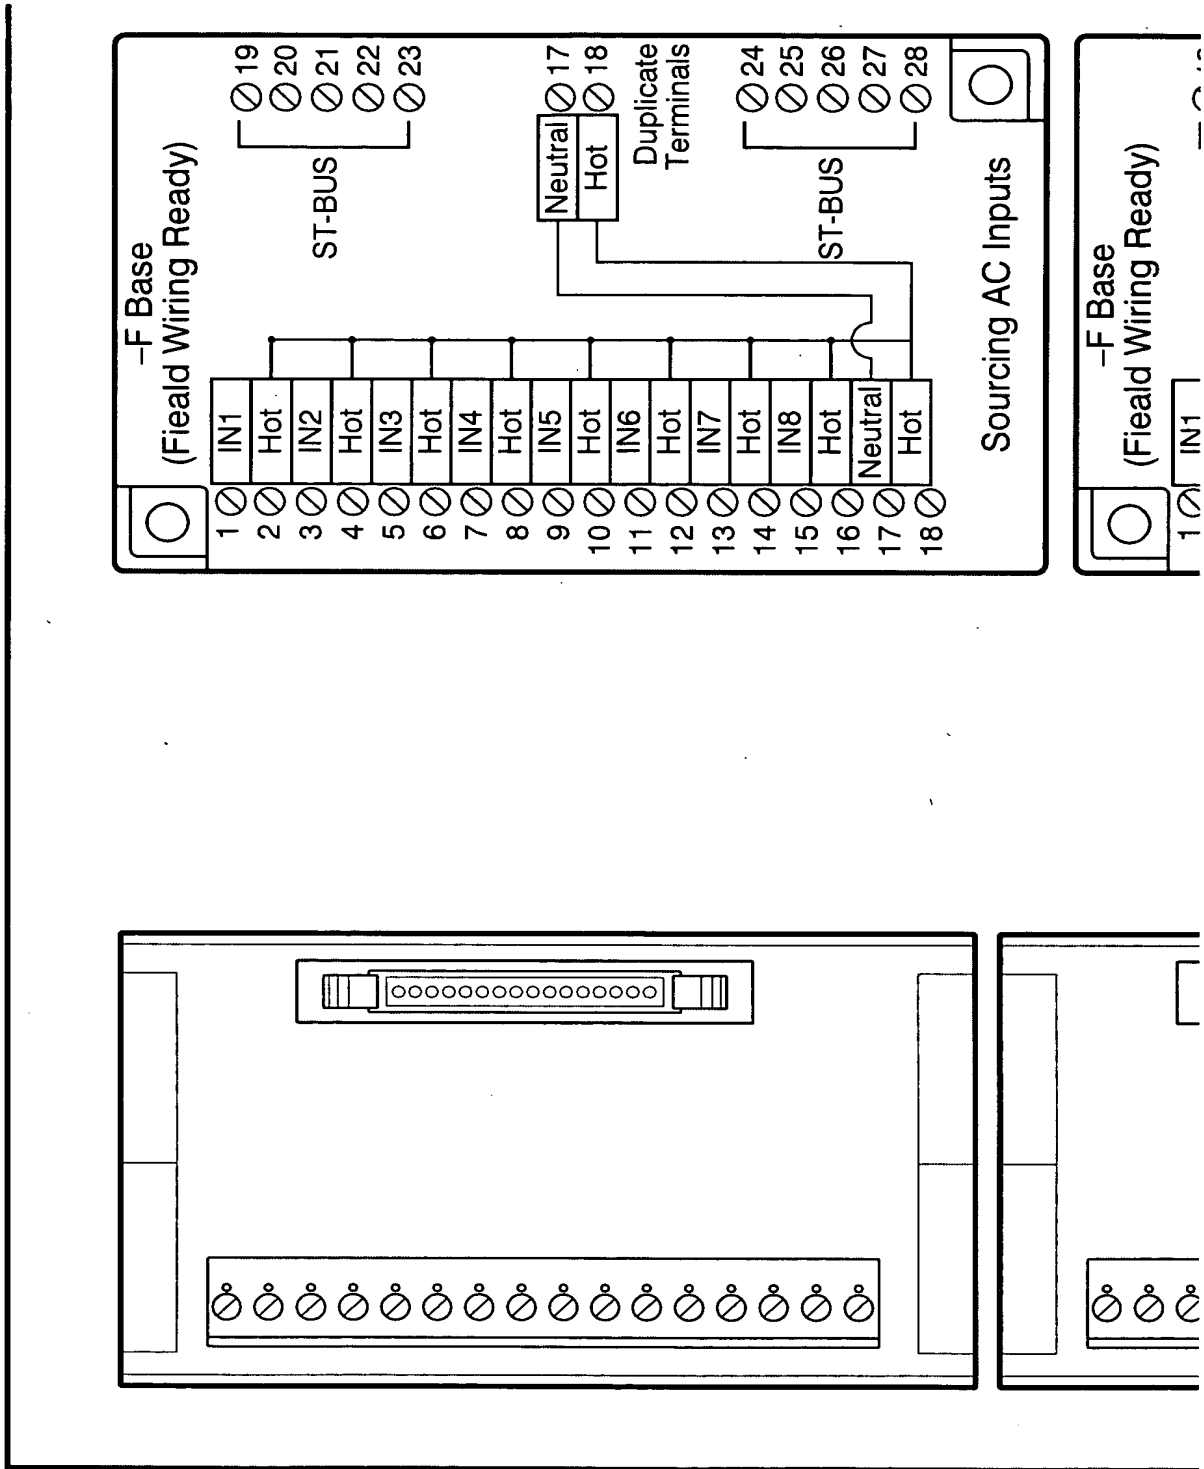 –F Base
(Fieald Wiring Ready)
19
20
21
22
23
ST-BUS
Neutral 17
Hot 18
Duplicate
Terminals
24
25
26
27
28
ST-BUS
1 IN1
2 Hot
3 IN2
4 Hot
5 IN3
6 Hot
7 IN4
8 Hot
9 IN5
10 Hot
11 IN6
12 Hot
13 IN7
14 Hot
15 IN8
16 Hot
17 Neutral
18 Hot
Sourcing AC Inputs
–F Base
(Fieald Wiring Ready)
1 IN1